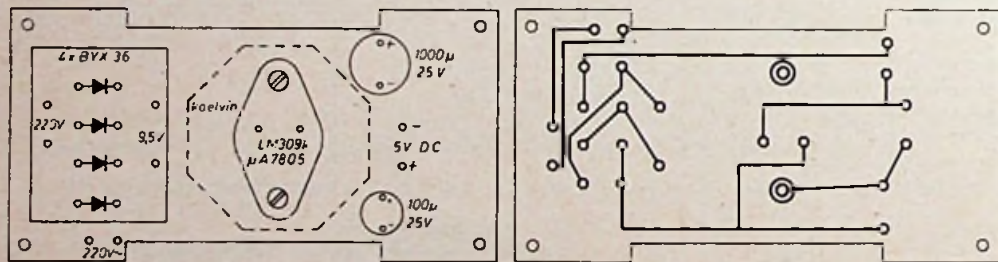 4x BYX 36
220V
9,5V
koelvin
LM309k
µA7805
+
-
1000µ
25V
-
5V DC
+
100µ
25V
220V~